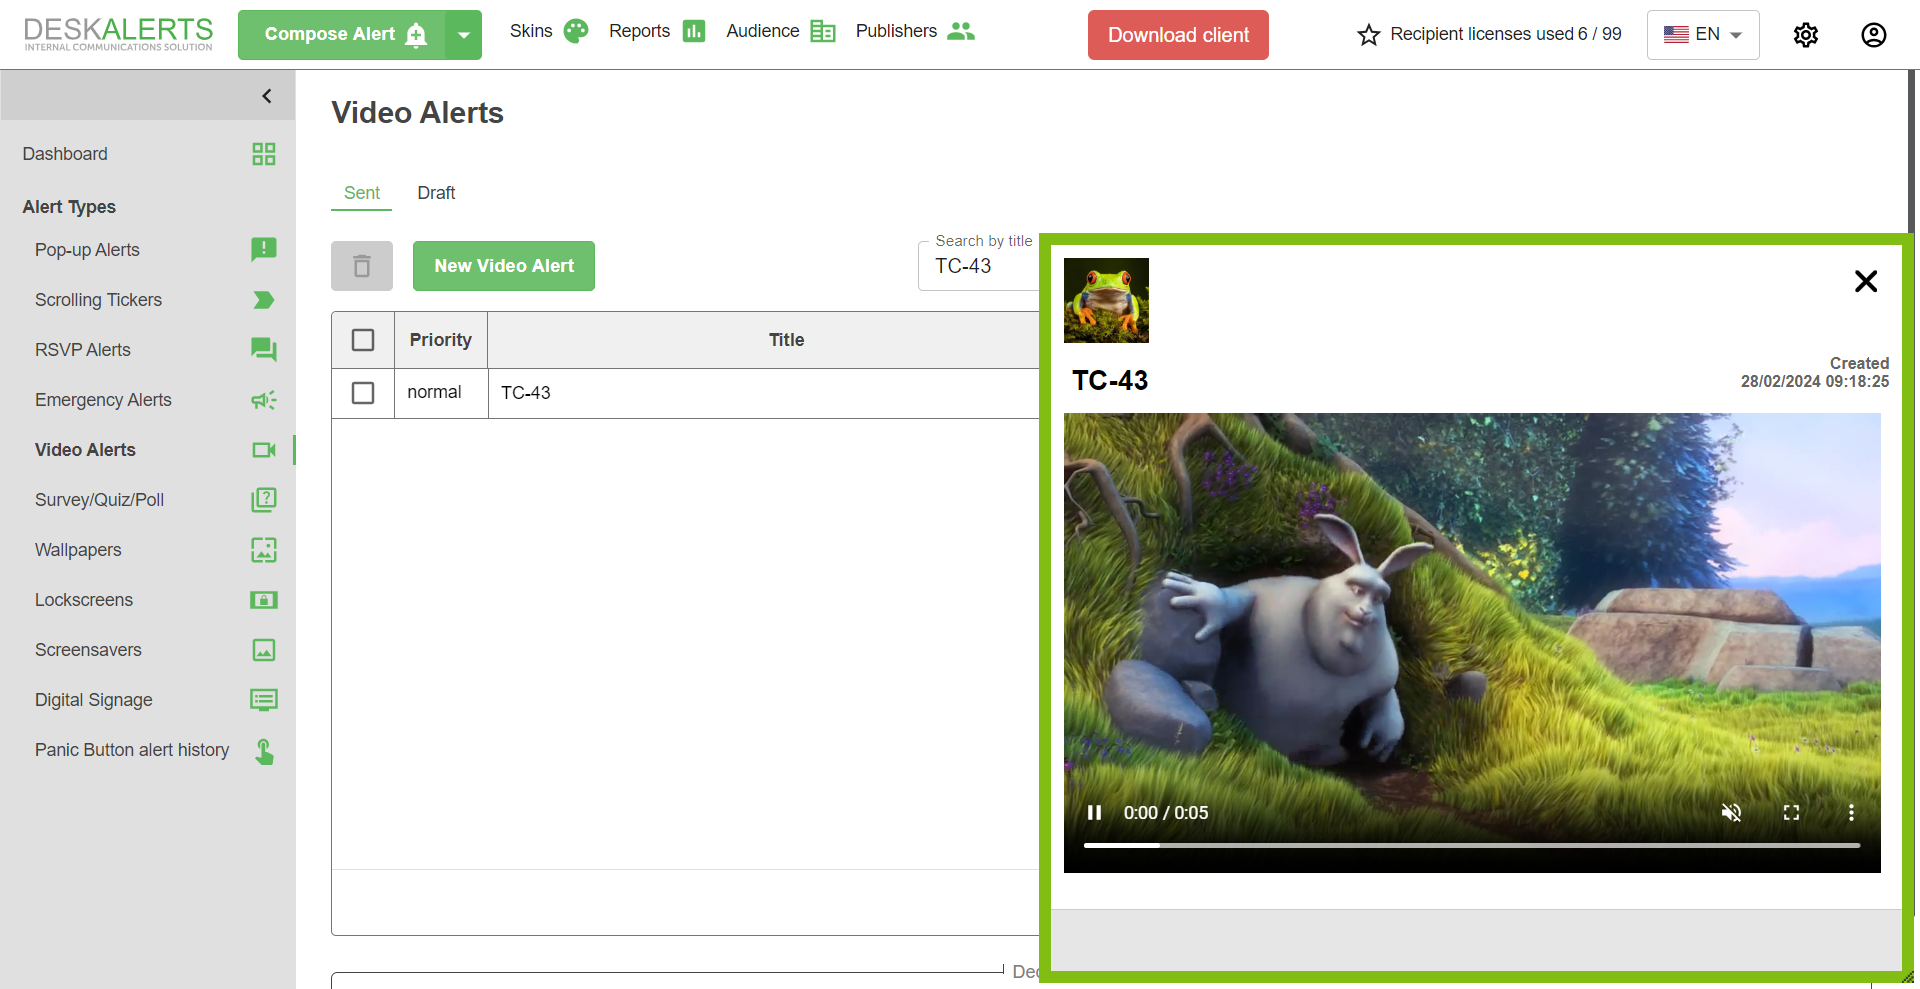 DESKALERTS
INTERNAL COMMUNICATIONS SOLUTION
Compose Alert
Skins
Reports
Audience
Publishers
Download client
Recipient licenses used 6 / 99
EN
Dashboard
Alert Types
Pop-up Alerts
Scrolling Tickers
RSVP Alerts
Emergency Alerts
Video Alerts
Survey/Quiz/Poll
Wallpapers
Lockscreens
Screensavers
Digital Signage
Panic Button alert history
Video Alerts
Sent
Draft
New Video Alert
Search by title
TC-43
Priority
Title
normal
TC-43
TC-43
Created
28/02/2024 09:18:25
0:00 / 0:05